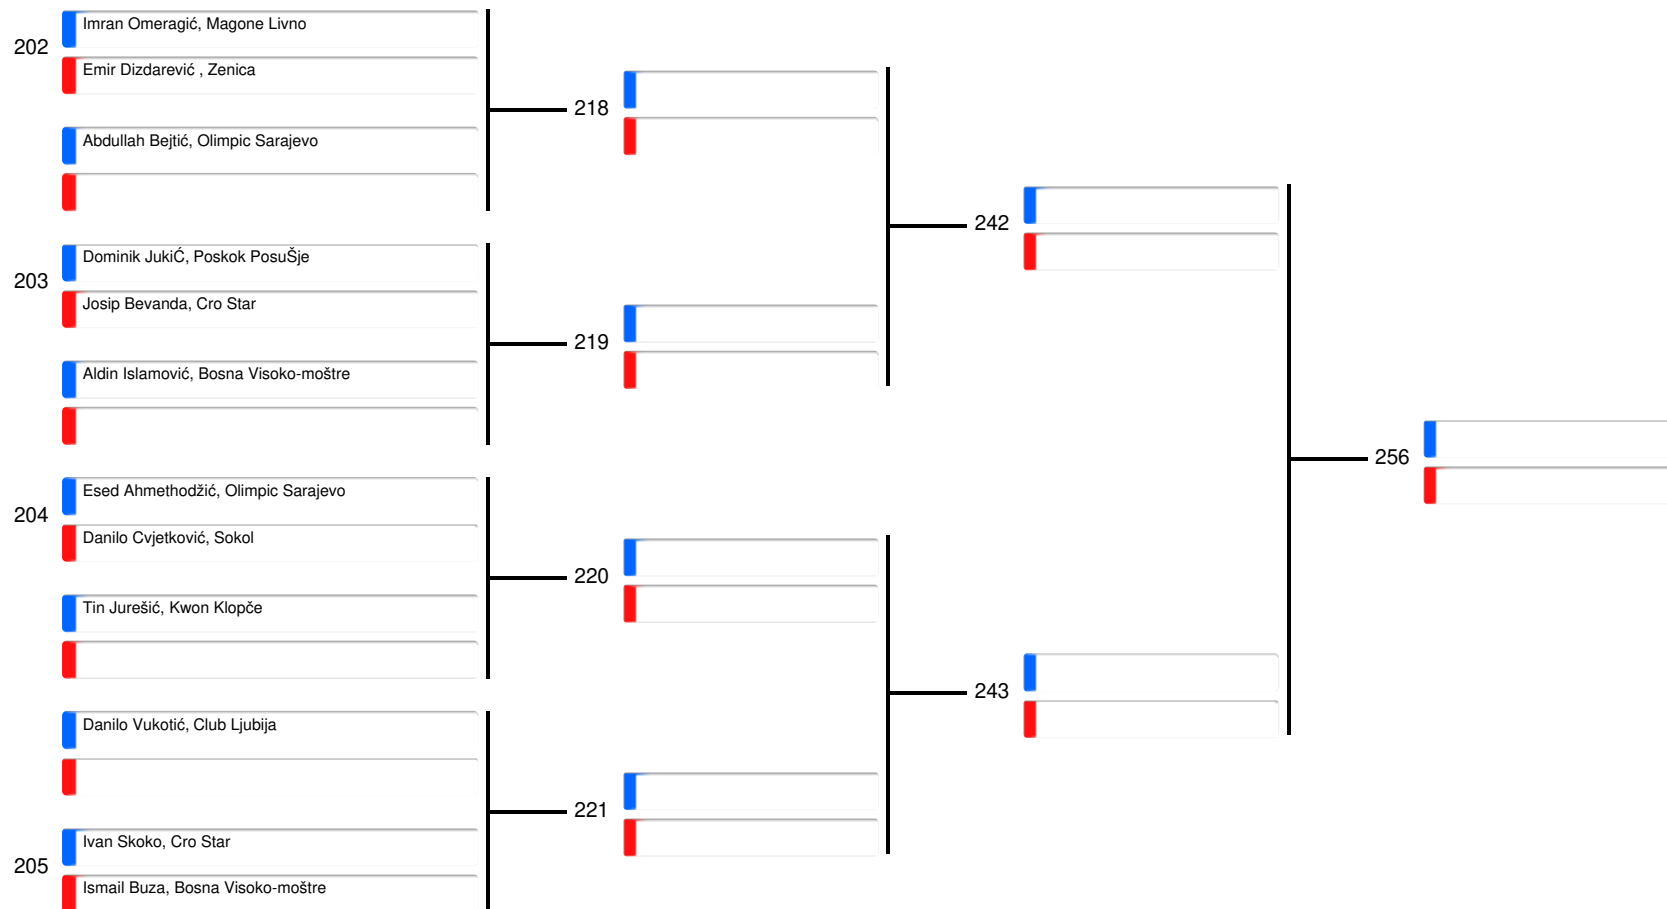 Imran Omeragić, Magone Livno
202
Emir Dizdarević , Zenica
218
Abdullah Bejtić, Olimpic Sarajevo
242
Dominik JukiĆ, Poskok PosuŠje
203
Josip Bevanda, Cro Star
219
Aldin Islamović, Bosna Visoko-moštre
256
Esed Ahmethodžić, Olimpic Sarajevo
204
Danilo Cvjetković, Sokol
220
Tin Jurešić, Kwon Klopče
243
Danilo Vukotić, Club Ljubija
221
Ivan Skoko, Cro Star
205
Ismail Buza, Bosna Visoko-moštre